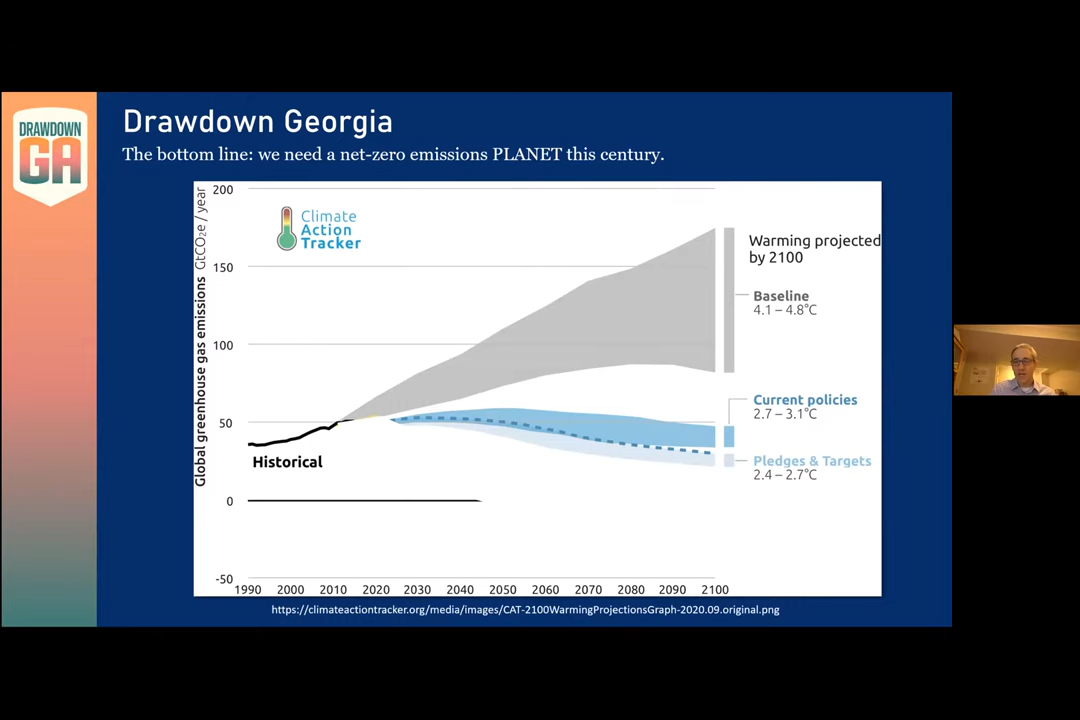 DRAWDOWN
GA
Drawdown Georgia
The bottom line: we need a net-zero emissions PLANET this century.
Global greenhouse gas emissions GtCO₂e / year
200
150
100
50
0
-50
Climate
Action
Tracker
Historical
Warming projected
by 2100
Baseline
4.1 – 4.8°C
Current policies
2.7 – 3.1°C
Pledges & Targets
2.4 – 2.7°C
1990 2000 2010 2020 2030 2040 2050 2060 2070 2080 2090 2100
https://climateactiontracker.org/media/images/CAT-2100WarmingProjectionsGraph-2020.09.original.png